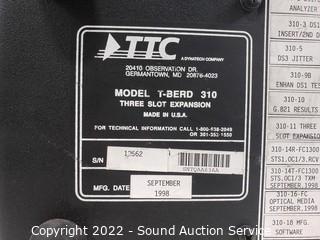 TTC
A DYNATECH COMPANY
20410 OBSERVATION DR.
GERMANTOWN, MD 20876-4023
MODEL T-BERD 310
THREE SLOT EXPANSION
MADE IN U.S.A.
FOR TECHNICAL INFORMATION CALL 1-800-638-2049
OR 301-353-1550
S/N 12562
MFG. DATE SEPTEMBER
1998
ANALYZER
310-3 DS1
INSERT/2ND D
310-5
DS3 JITTER
310-9B
ENHAN DS1 TES
310-10
G.821 RESULTS
310-11 THREE
SLOT EXPANSIO
310-14R-FC1300
STS1,OC1/3.RCV
310-14T-FC1300
STS.OC1/3 TXM
SEPTEMBER,1998
310-16-FC
OPTICAL MEDIA
SEPTEMBER,1998
310-18 MFG.
SOFTWARE
Copyright 2022 - Sound Auction Service